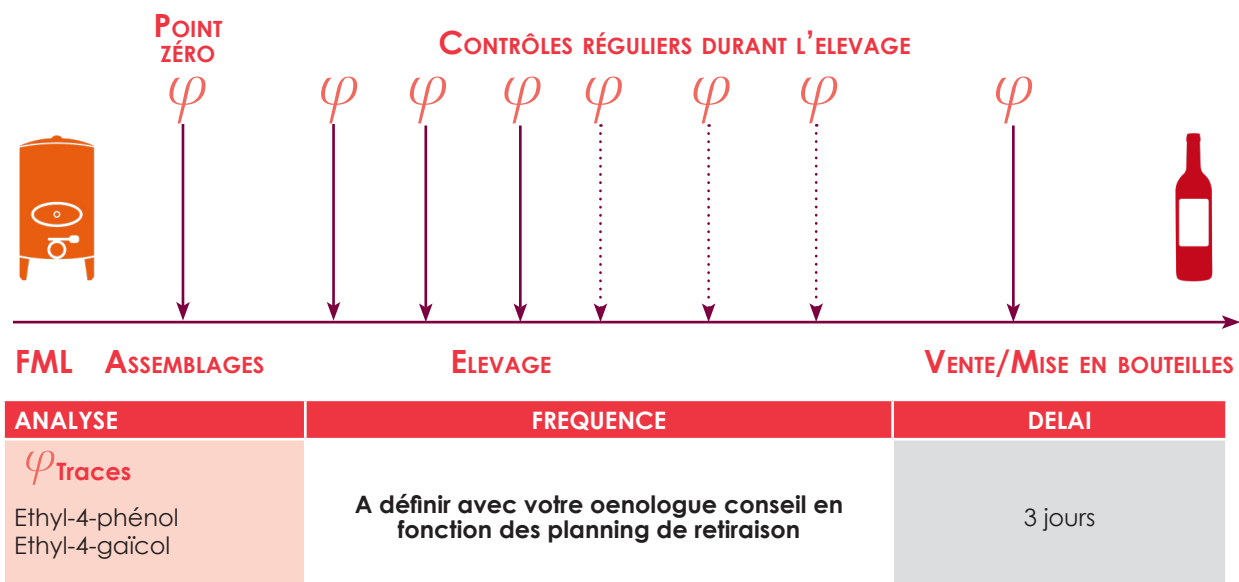 POINT
ZÉRO
CONTRÔLES RÉGULIERS DURANT L'ELEVAGE
φ φ φ φ φ φ φ φ
FML ASSEMBLAGES ELEVAGE VENTE/MISE EN BOUTEILLES
ANALYSE FREQUENCE DELAI
φTraces
Ethyl-4-phénol
Ethyl-4-gaïcol
A définir avec votre oenologue conseil en
fonction des planning de retiraison
3 jours